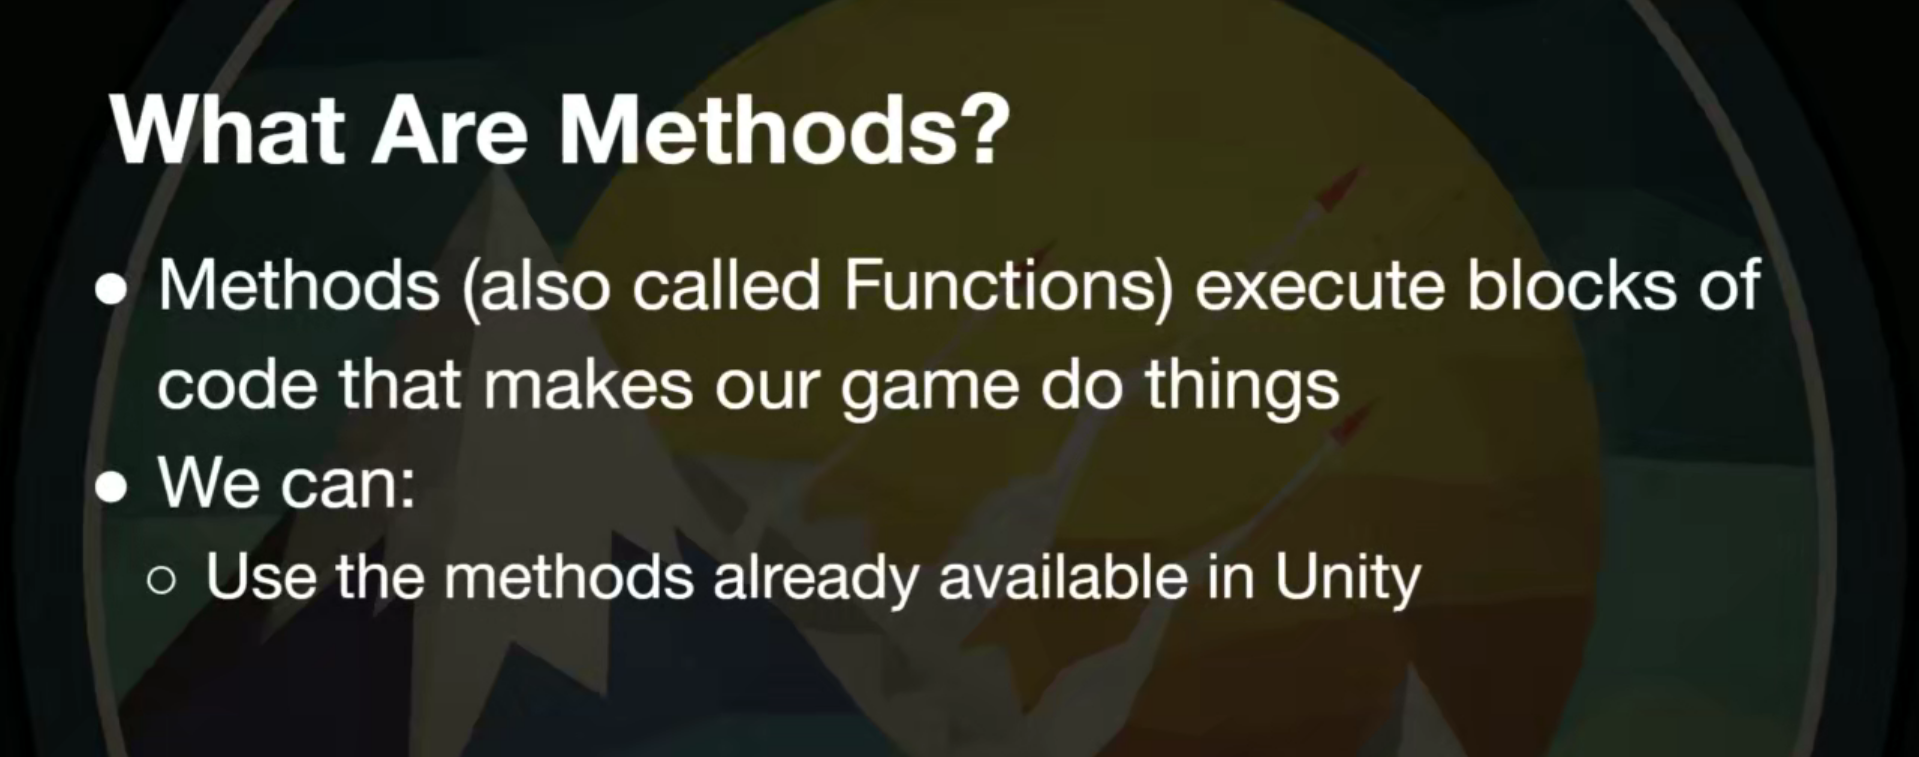 What Are Methods?
● Methods (also called Functions) execute blocks of
code that makes our game do things
● We can:
○ Use the methods already available in Unity